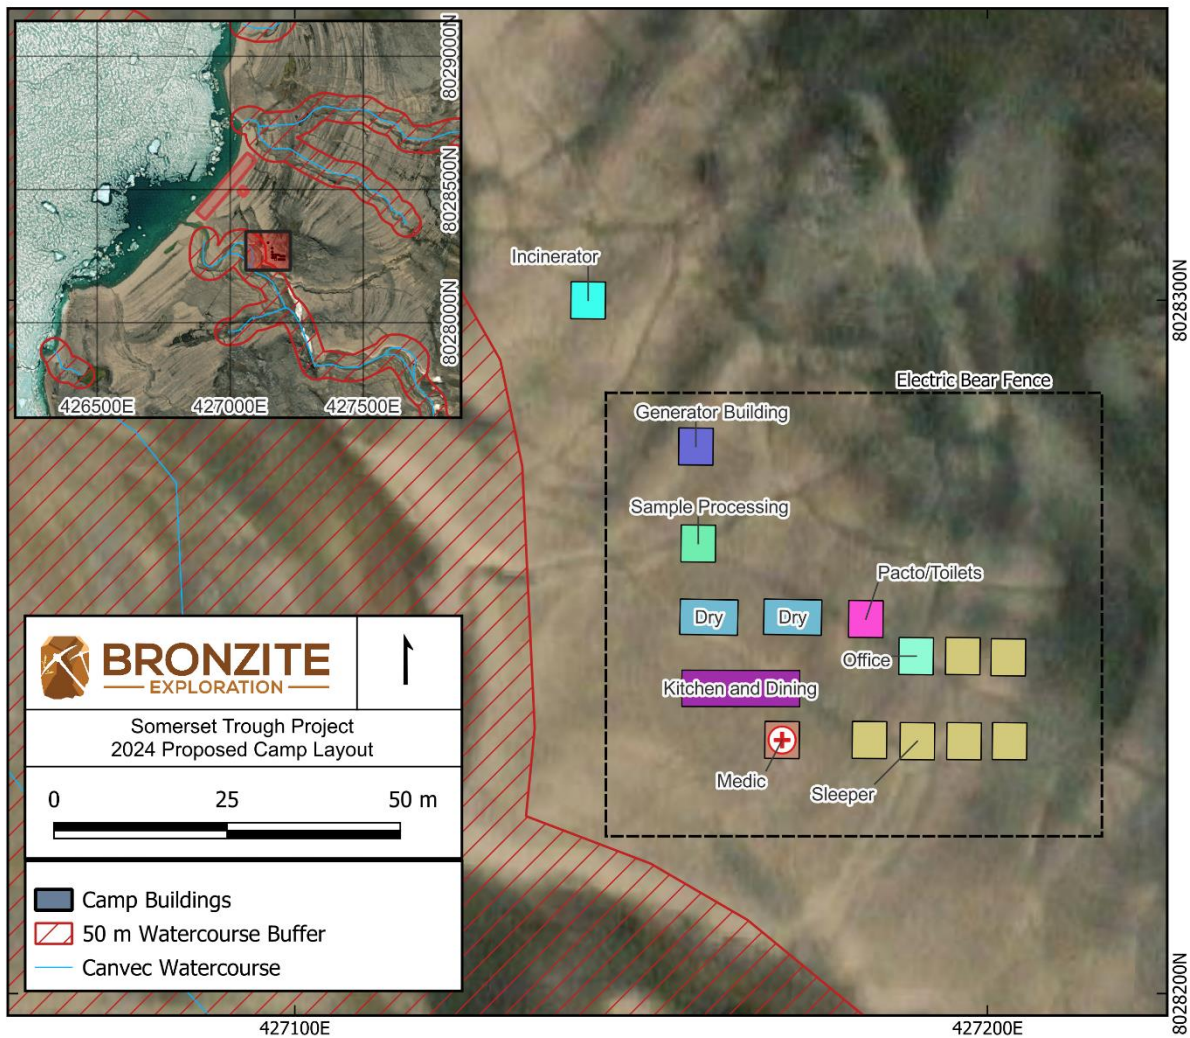 8029000N
8028500N
8028000N
426500E
427000E
427500E
Incinerator
Electric Bear Fence
Generator Building
Sample Processing
Pacto/Toilets
Dry
Dry
Office
Kitchen and Dining
Medic
Sleeper
8028300N
8028200N
BRONZITE
EXPLORATION
Somerset Trough Project
2024 Proposed Camp Layout
0 25 50 m
Camp Buildings
50 m Watercourse Buffer
Canvec Watercourse
427100E
427200E